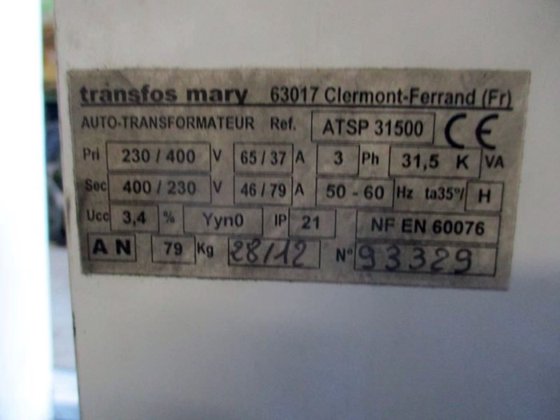 transfos mary 63017 Clermont-Ferrand (Fr)
AUTO-TRANSFORMATEUR Ref. ATSP 31500 CE
Pri 230 / 400 V 65 / 37 A 3 Ph 31,5 K VA
Sec 400 / 230 V 46 / 79 A 50 - 60 Hz ta35°/ H
Ucc 3,4 % Yyn0 IP 21 NF EN 60076
A N 79 Kg 28/12 N° 93329